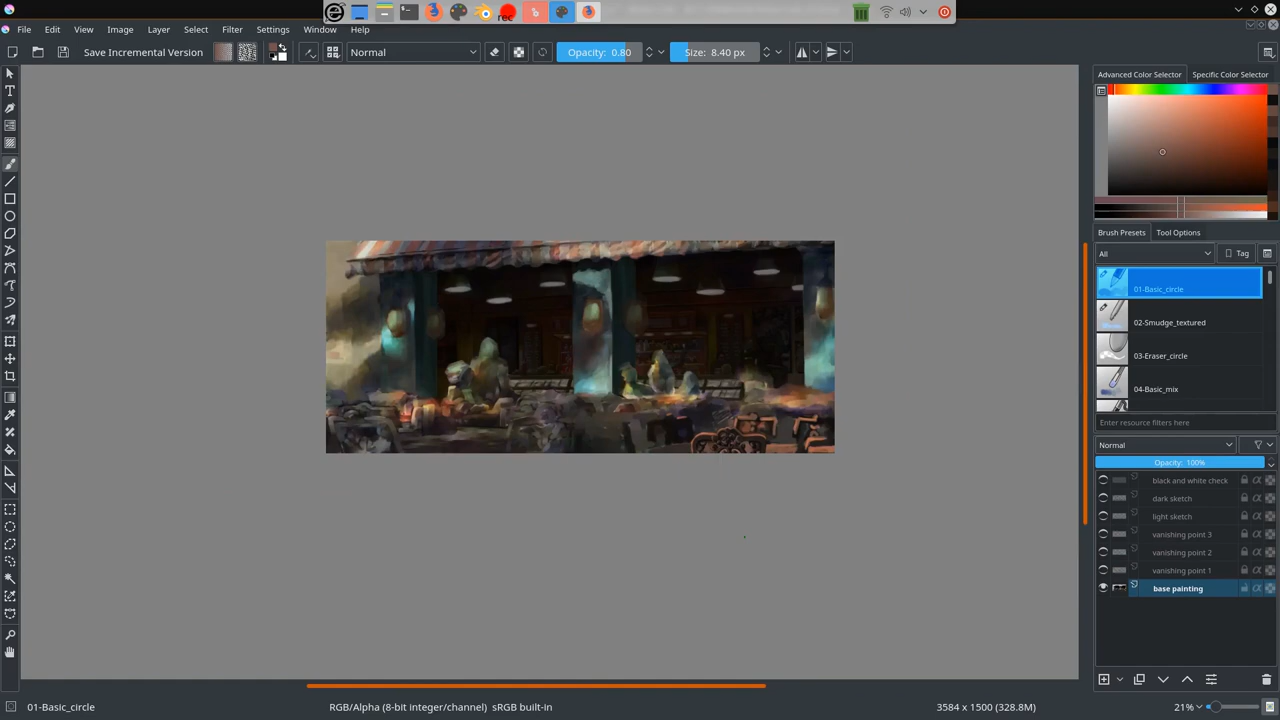 rec
File Edit View Image Layer Select Filter Settings Window Help
Save Incremental Version Normal Opacity: 0.80 Size: 8.40 px
Advanced Color Selector Specific Color Selector
Brush Presets Tool Options
All Tag
01-Basic_circle
02-Smudge_textured
03-Eraser_circle
04-Basic_mix
Enter resource filters here
Normal
Opacity: 100%
black and white check
dark sketch
light sketch
vanishing point 3
vanishing point 2
vanishing point 1
base painting
01-Basic_circle RGB/Alpha (8-bit integer/channel) sRGB built-in 3584 x 1500 (328.8M) 21%